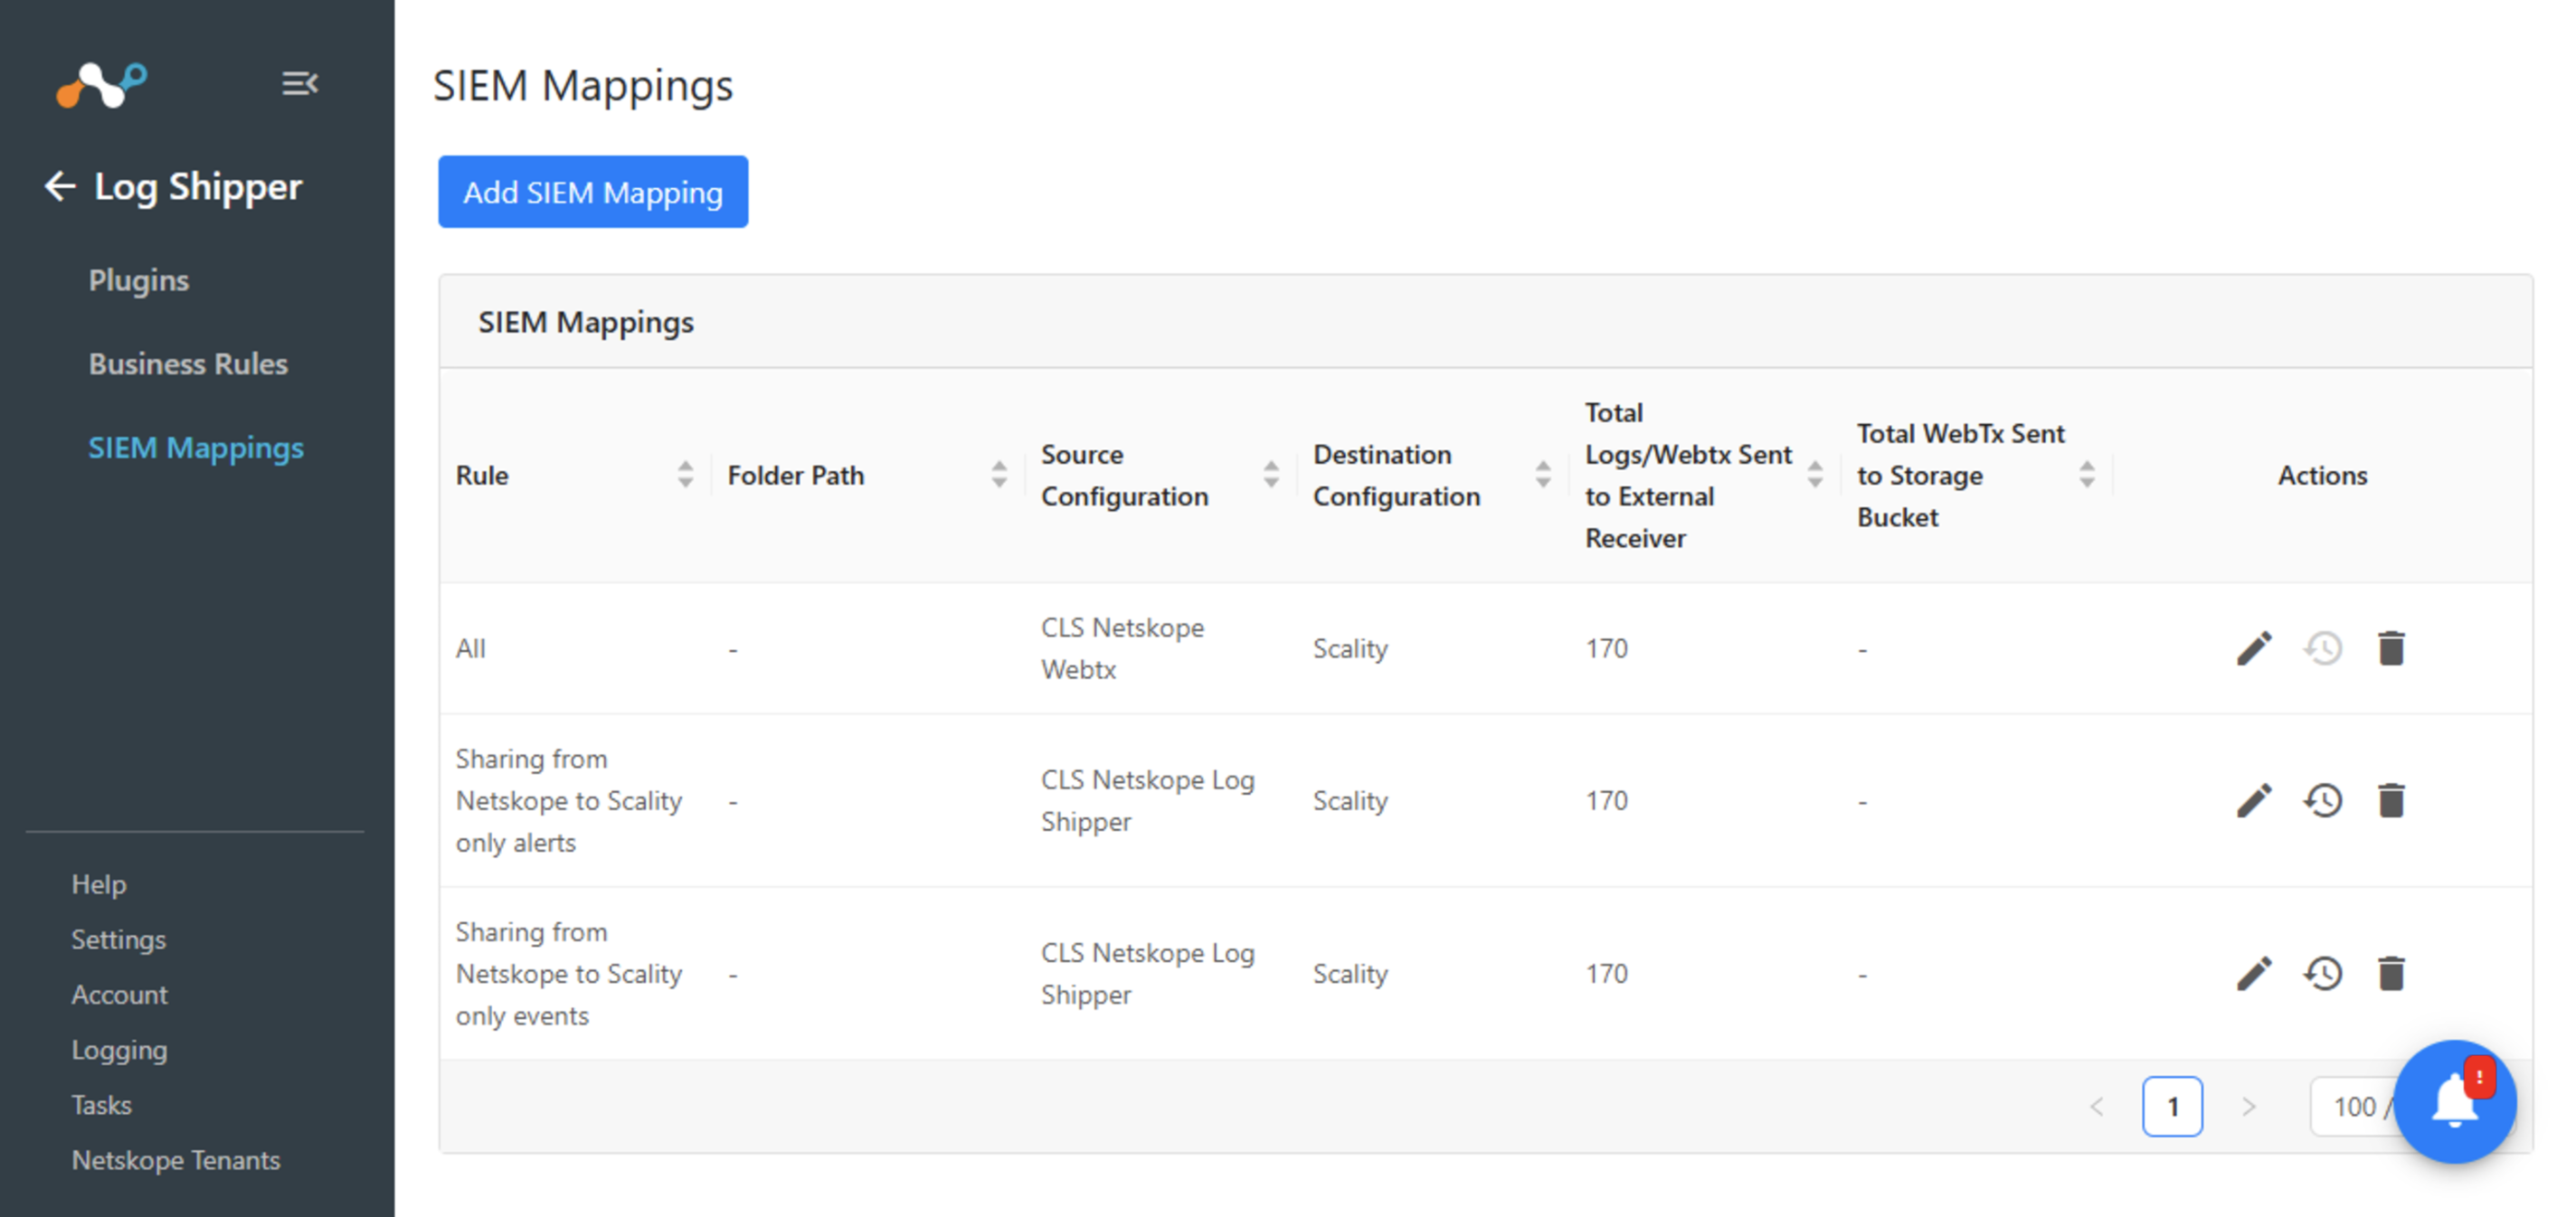 Log Shipper
Plugins
Business Rules
SIEM Mappings
Help
Settings
Account
Logging
Tasks
Netskope Tenants
SIEM Mappings
Add SIEM Mapping
SIEM Mappings
Rule
Folder Path
Source
Configuration
Destination
Configuration
Total
Logs/Webtx Sent
to External
Receiver
Total WebTx Sent
to Storage
Bucket
Actions
All
-
CLS Netskope
Webtx
Scality
170
-
Sharing from
Netskope to Scality
only alerts
-
CLS Netskope Log
Shipper
Scality
170
-
Sharing from
Netskope to Scality
only events
-
CLS Netskope Log
Shipper
Scality
170
-
< 1 >
100 /
!